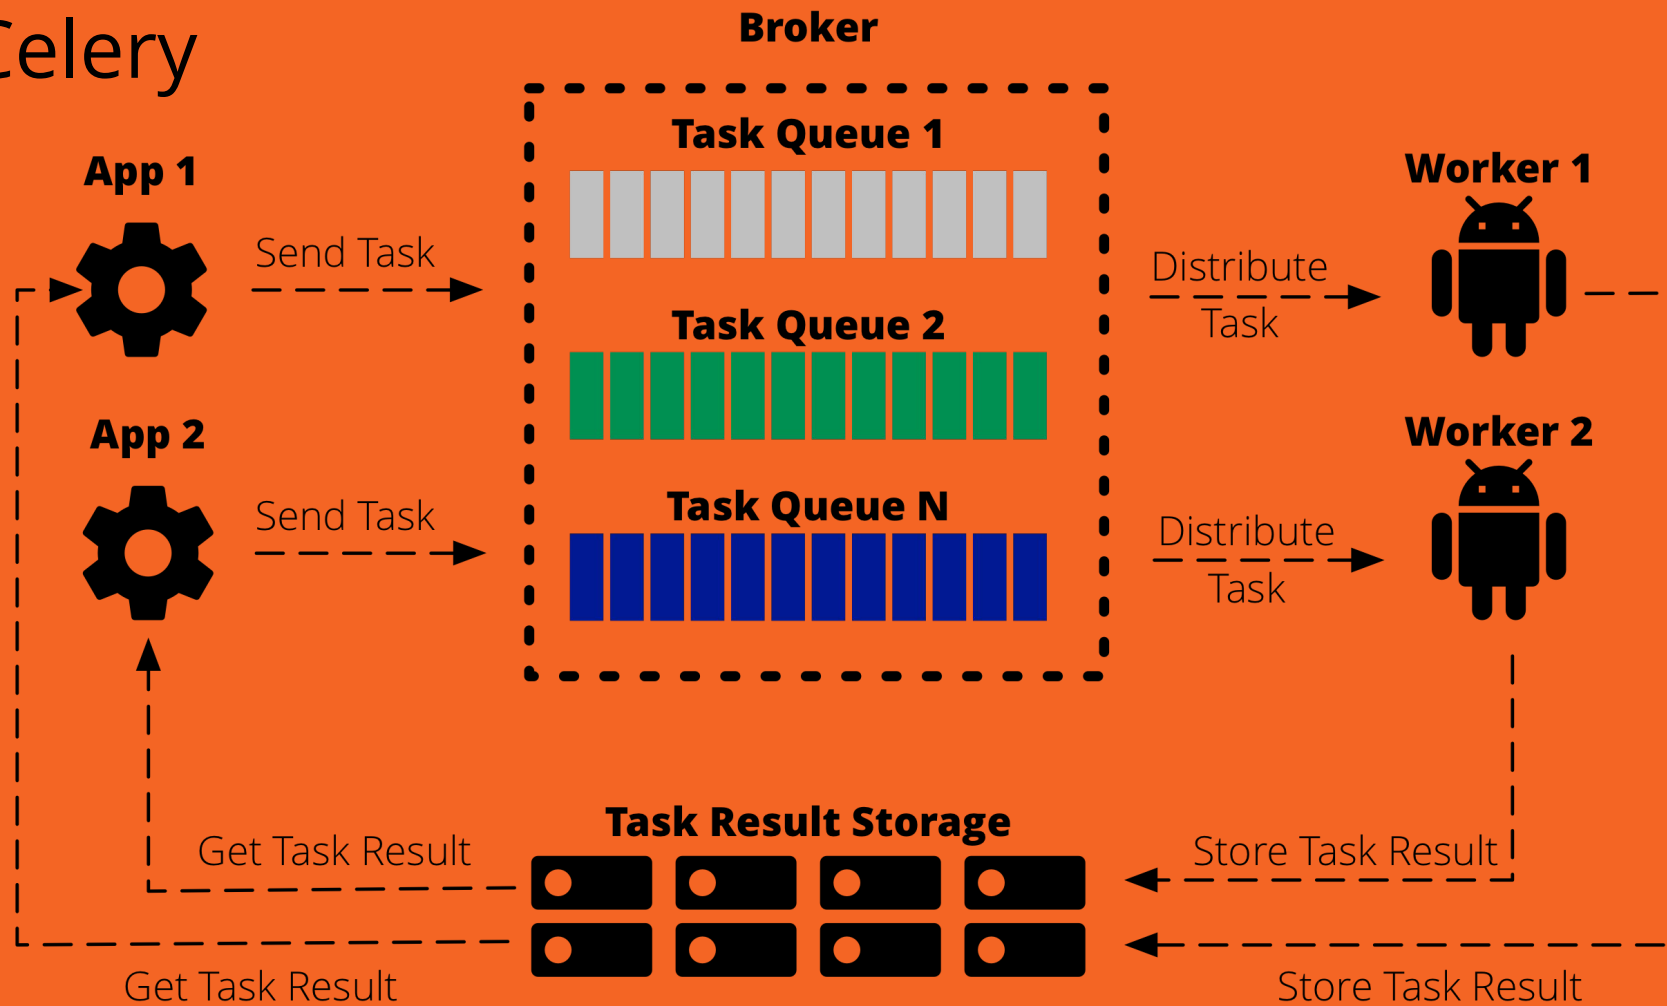 Celery
Broker
Task Queue 1
App 1
Worker 1
Send Task
Distribute
Task
Task Queue 2
App 2
Worker 2
Task Queue N
Send Task
Distribute
Task
Task Result Storage
Get Task Result
Store Task Result
Get Task Result
Store Task Result